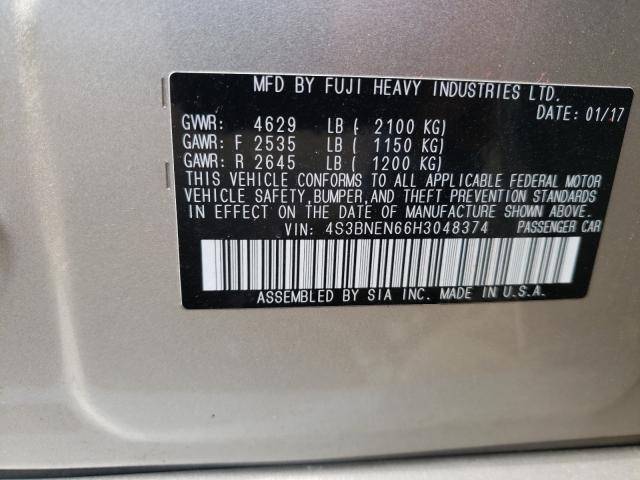 MFD BY FUJI HEAVY INDUSTRIES LTD.
DATE: 01/17
GVWR: 4629 LB ( 2100 KG)
GAWR: F 2535 LB ( 1150 KG)
GAWR: R 2645 LB ( 1200 KG)
THIS VEHICLE CONFORMS TO ALL APPLICABLE FEDERAL MOTOR
VEHICLE SAFETY, BUMPER, AND THEFT PREVENTION STANDARDS
IN EFFECT ON THE DATE OF MANUFACTURE SHOWN ABOVE.
VIN: 4S3BNEN66H3048374 PASSENGER CAR
ASSEMBLED BY SIA INC. MADE IN U.S.A.